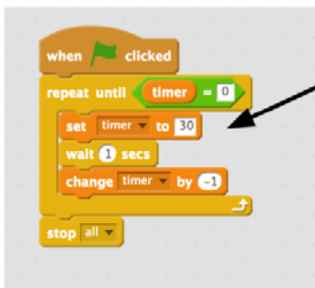 when clicked
repeat until timer = 0
set timer to 30
wait 1 secs
change timer by -1
stop all